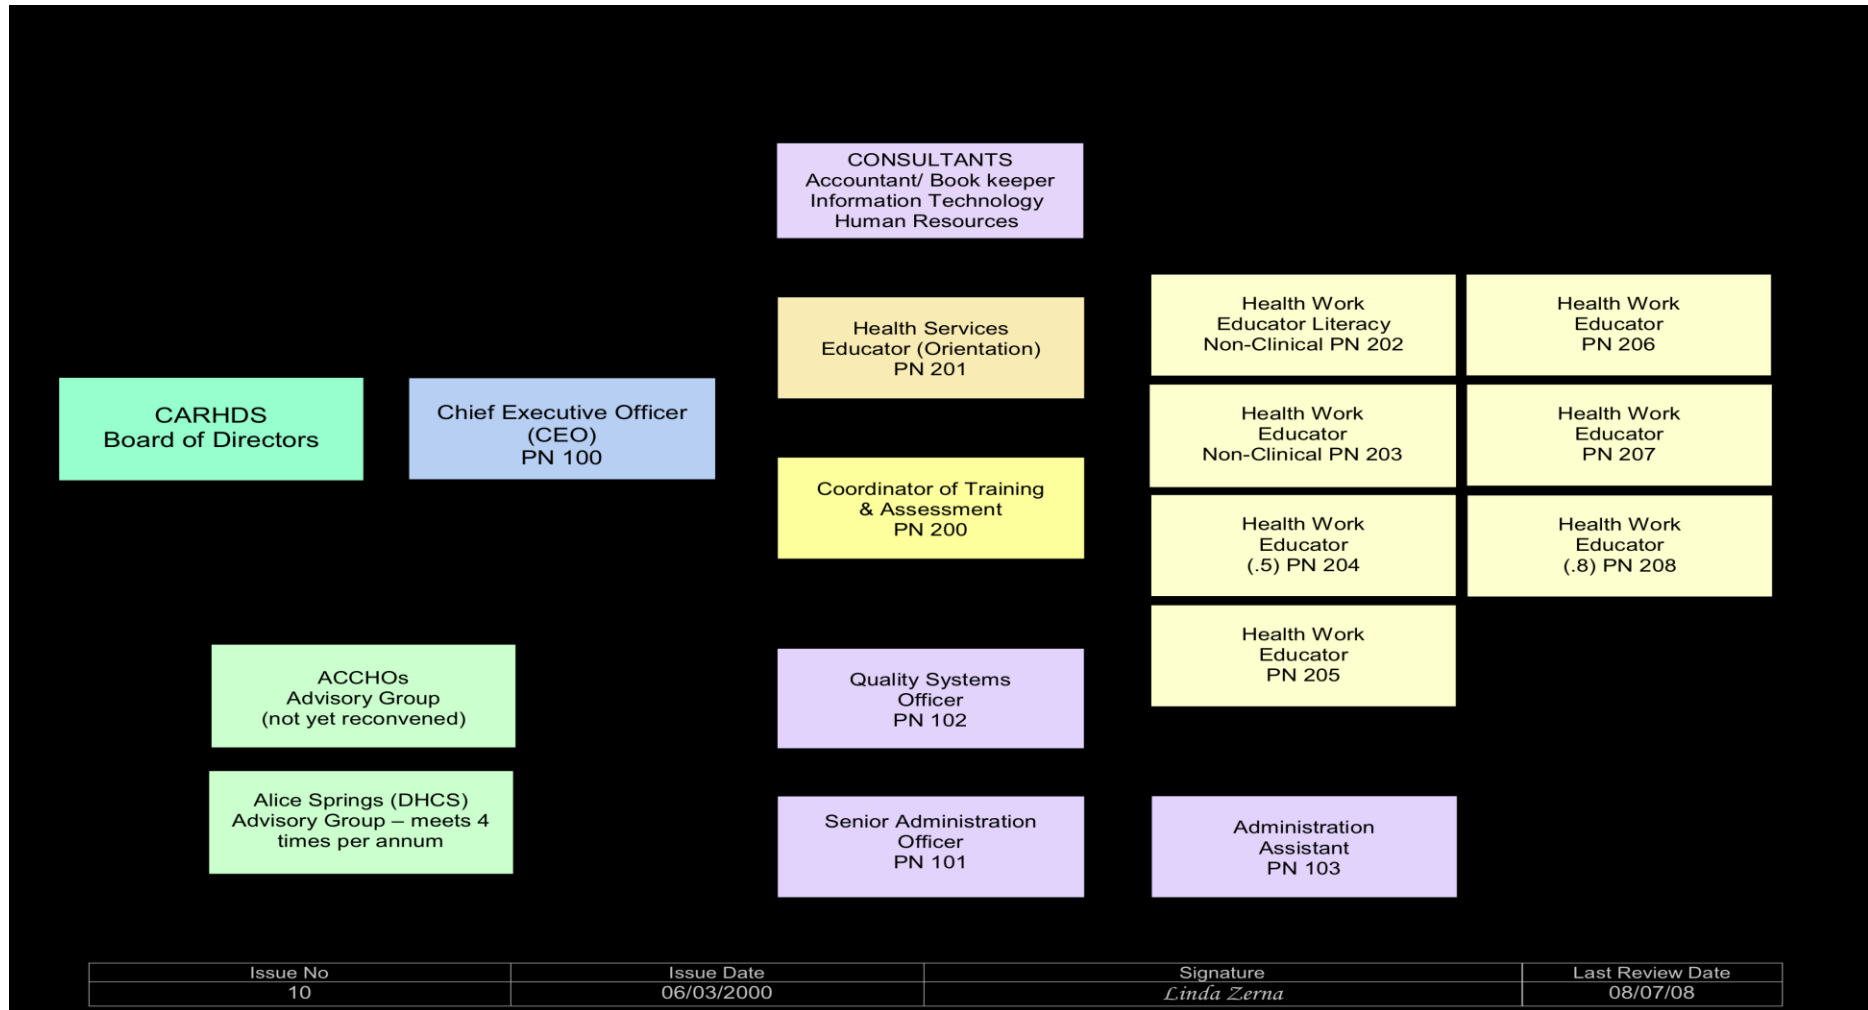 CONSULTANTS
Accountant/ Book keeper
Information Technology
Human Resources
Health Services
Educator (Orientation)
PN 201
Health Work
Educator Literacy
Non-Clinical PN 202
Health Work
Educator
PN 206
CARHDS
Board of Directors
Chief Executive Officer
(CEO)
PN 100
Health Work
Educator
Non-Clinical PN 203
Health Work
Educator
PN 207
Coordinator of Training
& Assessment
PN 200
Health Work
Educator
(.5) PN 204
Health Work
Educator
(.8) PN 208
Health Work
Educator
PN 205
ACCHOs
Advisory Group
(not yet reconvened)
Quality Systems
Officer
PN 102
Alice Springs (DHCS)
Advisory Group – meets 4
times per annum
Senior Administration
Officer
PN 101
Administration
Assistant
PN 103
Issue No
Issue Date
Signature
Last Review Date
10
06/03/2000
Linda Zerna
08/07/08